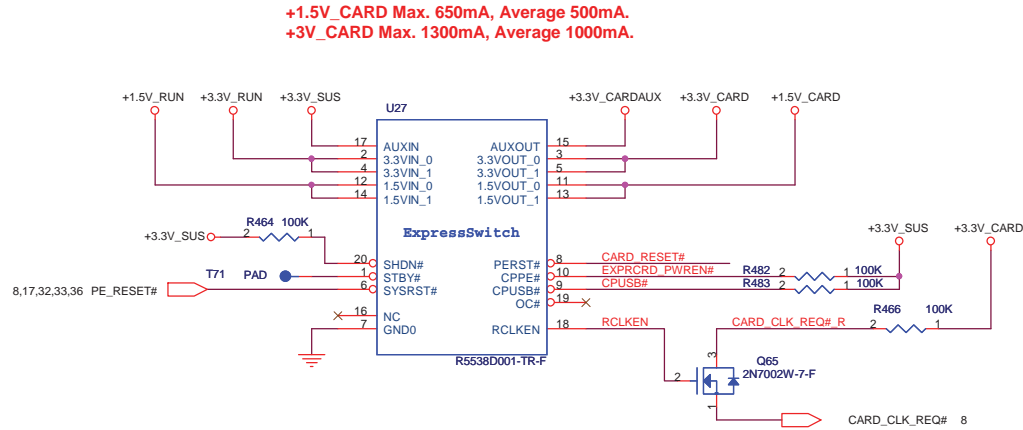 +1.5V_CARD Max. 650mA, Average 500mA.
+3V_CARD Max. 1300mA, Average 1000mA.
+1.5V_RUN +3.3V_RUN +3.3V_SUS
+3.3V_CARDAUX +3.3V_CARD +1.5V_CARD
U27
17 AUXIN AUXOUT 15
2 3.3VIN_0 3.3VOUT_0 3
4 3.3VIN_1 3.3VOUT_1 5
12 1.5VIN_0 1.5VOUT_0 11
14 1.5VIN_1 1.5VOUT_1 13
ExpressSwitch
R464 100K
+3.3V_SUS 2 1
+3.3V_SUS +3.3V_CARD
20 SHDN# PERST# 8 CARD_RESET#
T71 PAD 1 STBY# CPPE# 10 EXPRCRD_PWREN# R482 2 1 100K
8,17,32,33,36 PE_RESET# 6 SYSRST# CPUSB# 9 CPUSB# R483 2 1 100K
OC# 19
16 NC
7 GND0 RCLKEN 18 RCLKEN
R466 100K
CARD_CLK_REQ#_R 2 1
R5538D001-TR-F
3
Q65
2N7002W-7-F
2
1
CARD_CLK_REQ# 8